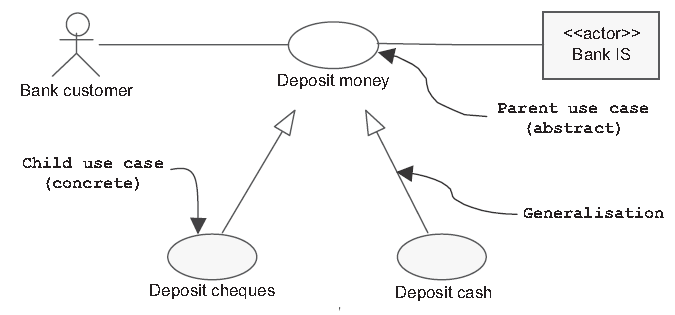 <<actor>>
Bank IS
Deposit money
Bank customer
Parent use case
(abstract)
Child use case
(concrete)
Generalisation
Deposit cheques
Deposit cash